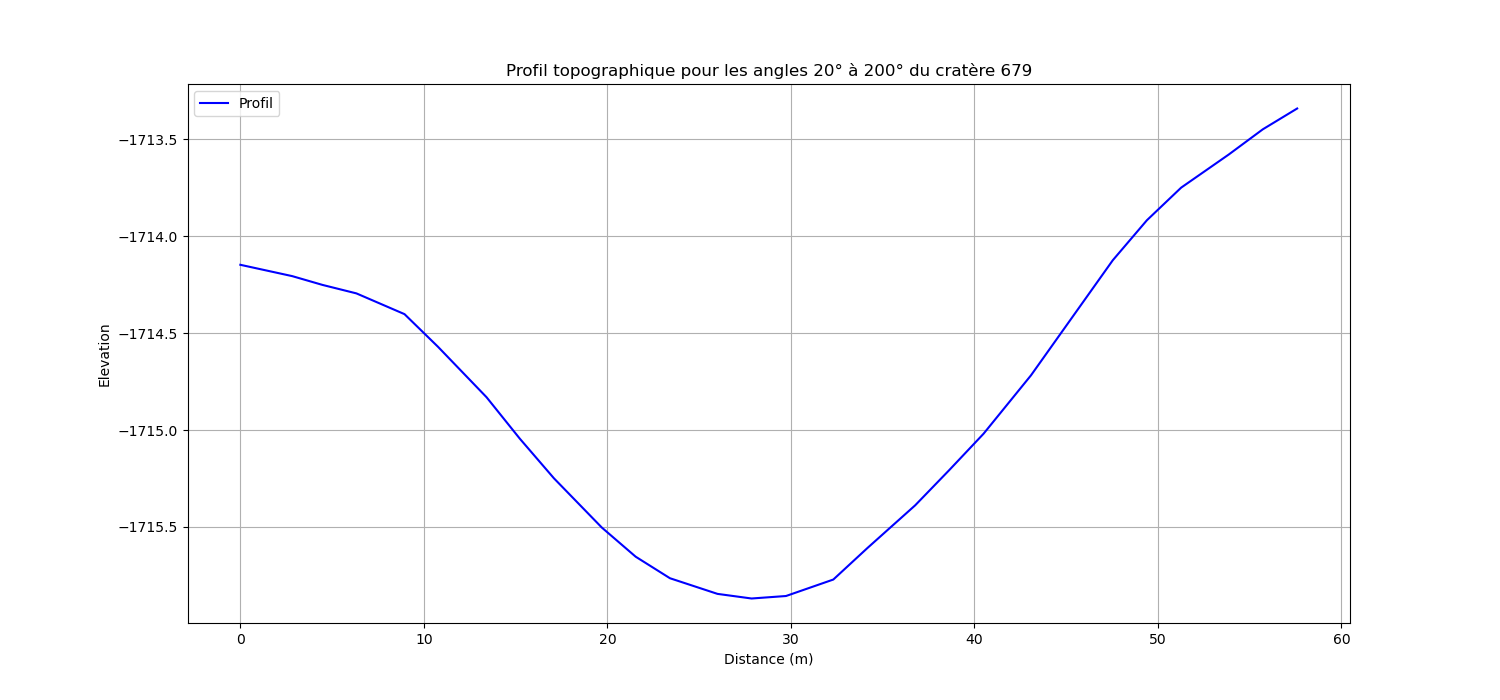 Profil topographique pour les angles 20° à 200° du cratère 679
Profil
−1713.5
−1714.0
−1714.5
−1715.0
−1715.5
Elevation
0 10 20 30 40 50 60
Distance (m)